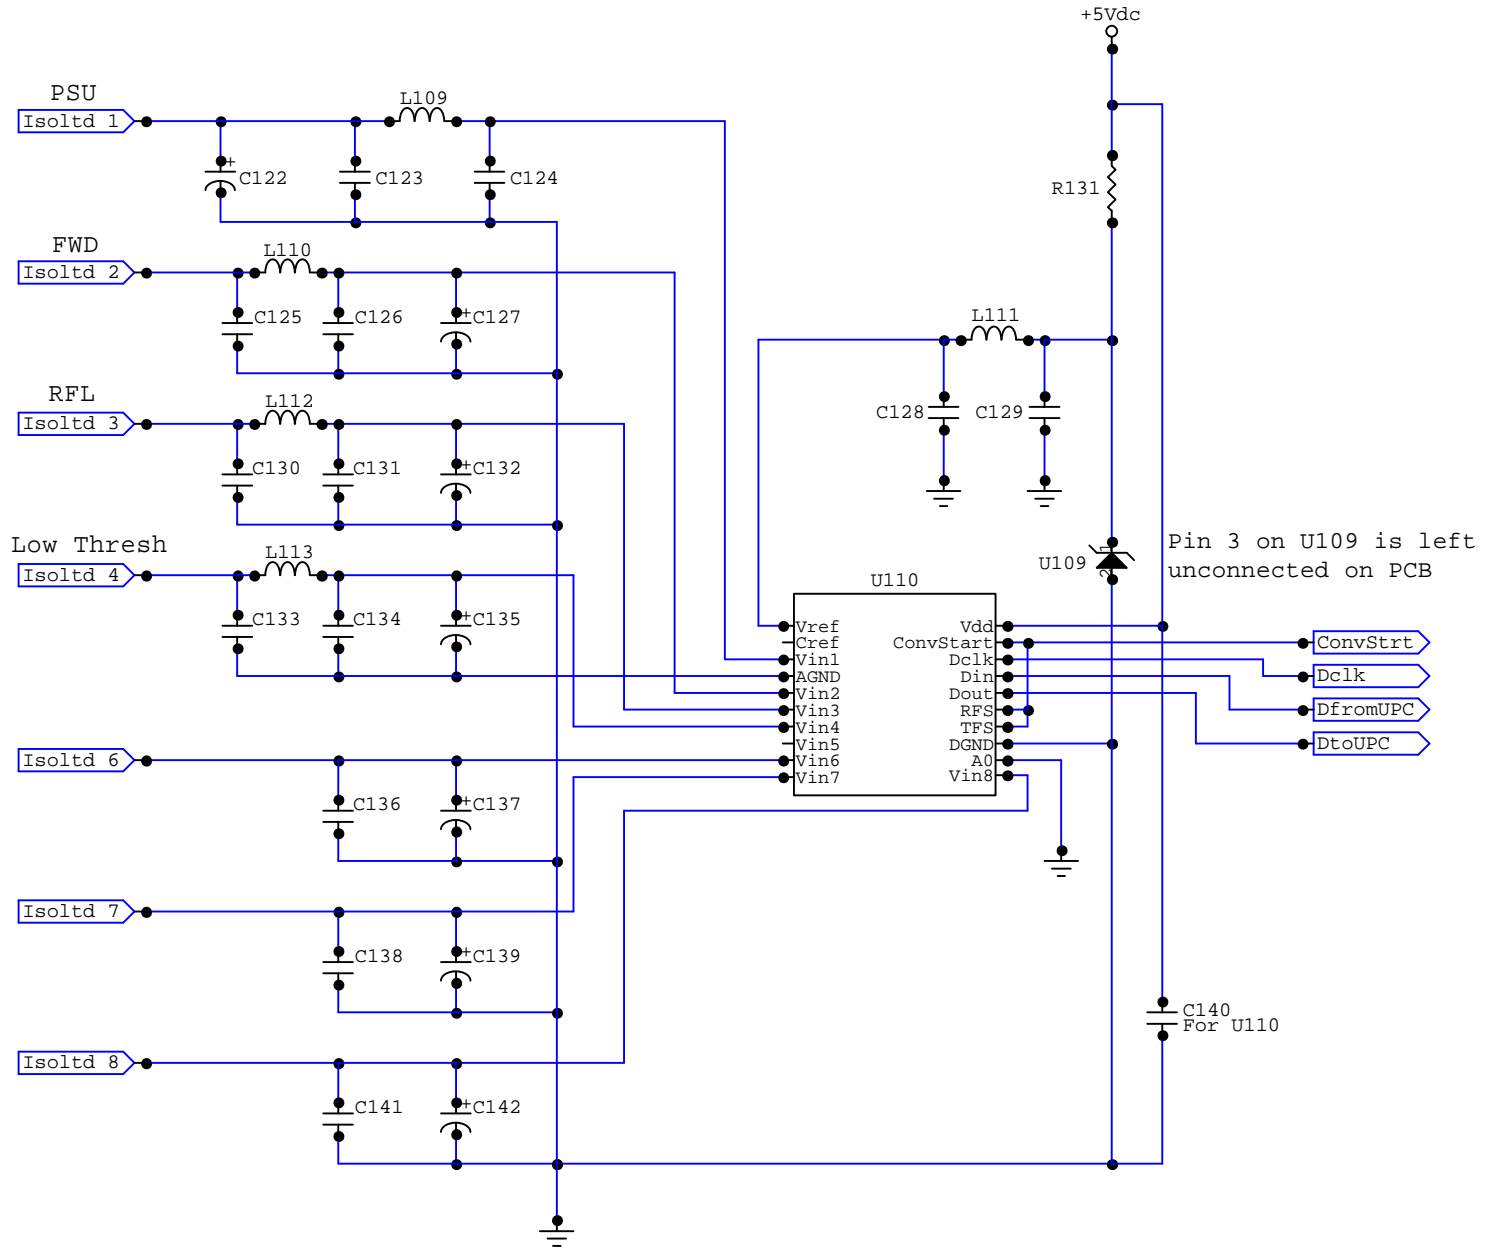 +5Vdc
PSU
Isoltd 1
L109
+
C122
C123
C124
R131
FWD
Isoltd 2
L110
C125
C126
+
C127
L111
C128
C129
RFL
Isoltd 3
L112
C130
C131
+
C132
Low Thresh
Isoltd 4
L113
C133
C134
+
C135
U109
1
2
Pin 3 on U109 is left
unconnected on PCB
U110
Vref
Cref
Vin1
AGND
Vin2
Vin3
Vin4
Vin5
Vin6
Vin7
Vdd
ConvStart
Dclk
Din
Dout
RFS
TFS
DGND
A0
Vin8
ConvStrt
Dclk
DfromUPC
DtoUPC
Isoltd 6
C136
+
C137
Isoltd 7
C138
+
C139
C140
For U110
Isoltd 8
C141
+
C142